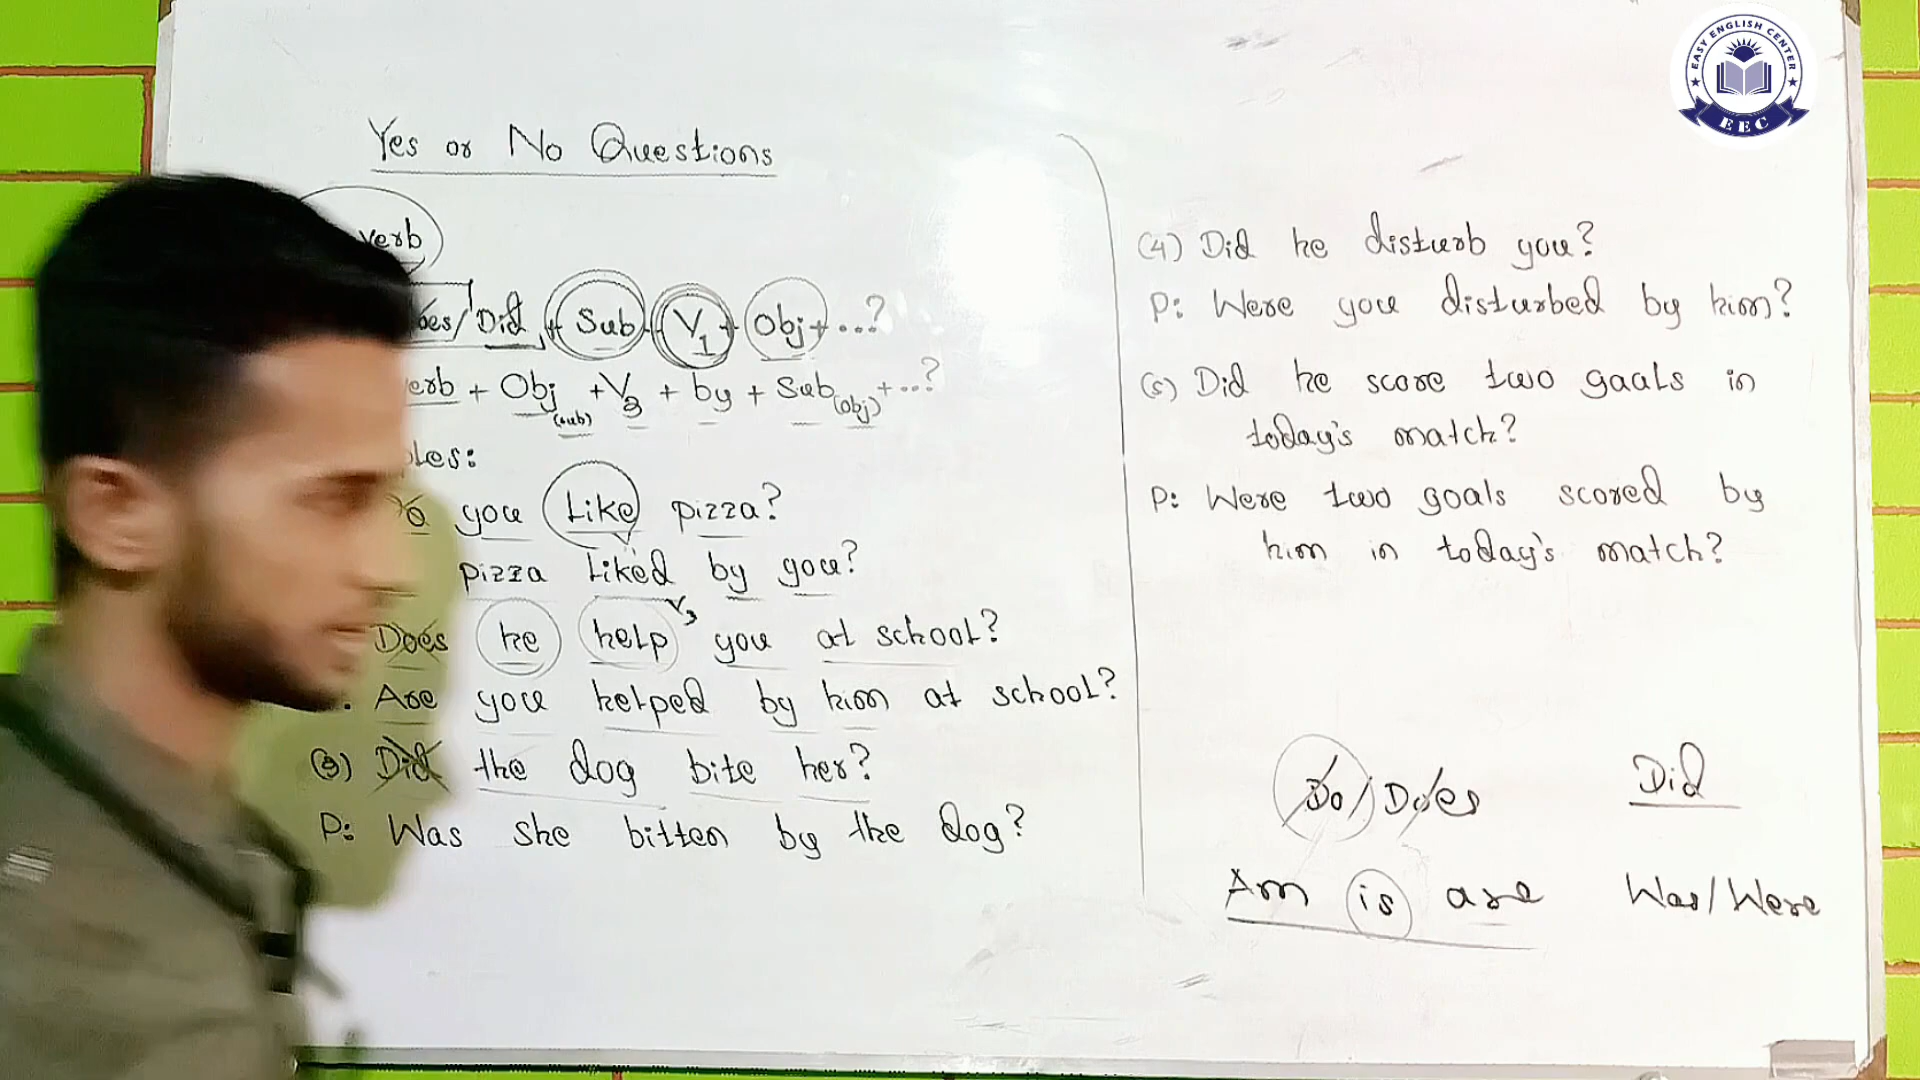 Yes or No Questions
verb
Does/Did + Sub + V1 + Obj + ...?
verb + Obj (sub) + V3 + by + Sub (obj) + ...?
ples:
you Like pizza?
pizza Liked by you?
V3
Does he help you at school?
Are you helped by him at school?
(3) Did the dog bite her?
P: Was she bitten by the dog?
(4) Did he disturb you?
P: Were you disturbed by him?
(5) Did he score two goals in
today's match?
P: Were two goals scored by
him in today's match?
Do/Does Did
Am is are Was/Were
EASY ENGLISH CENTER
EEC